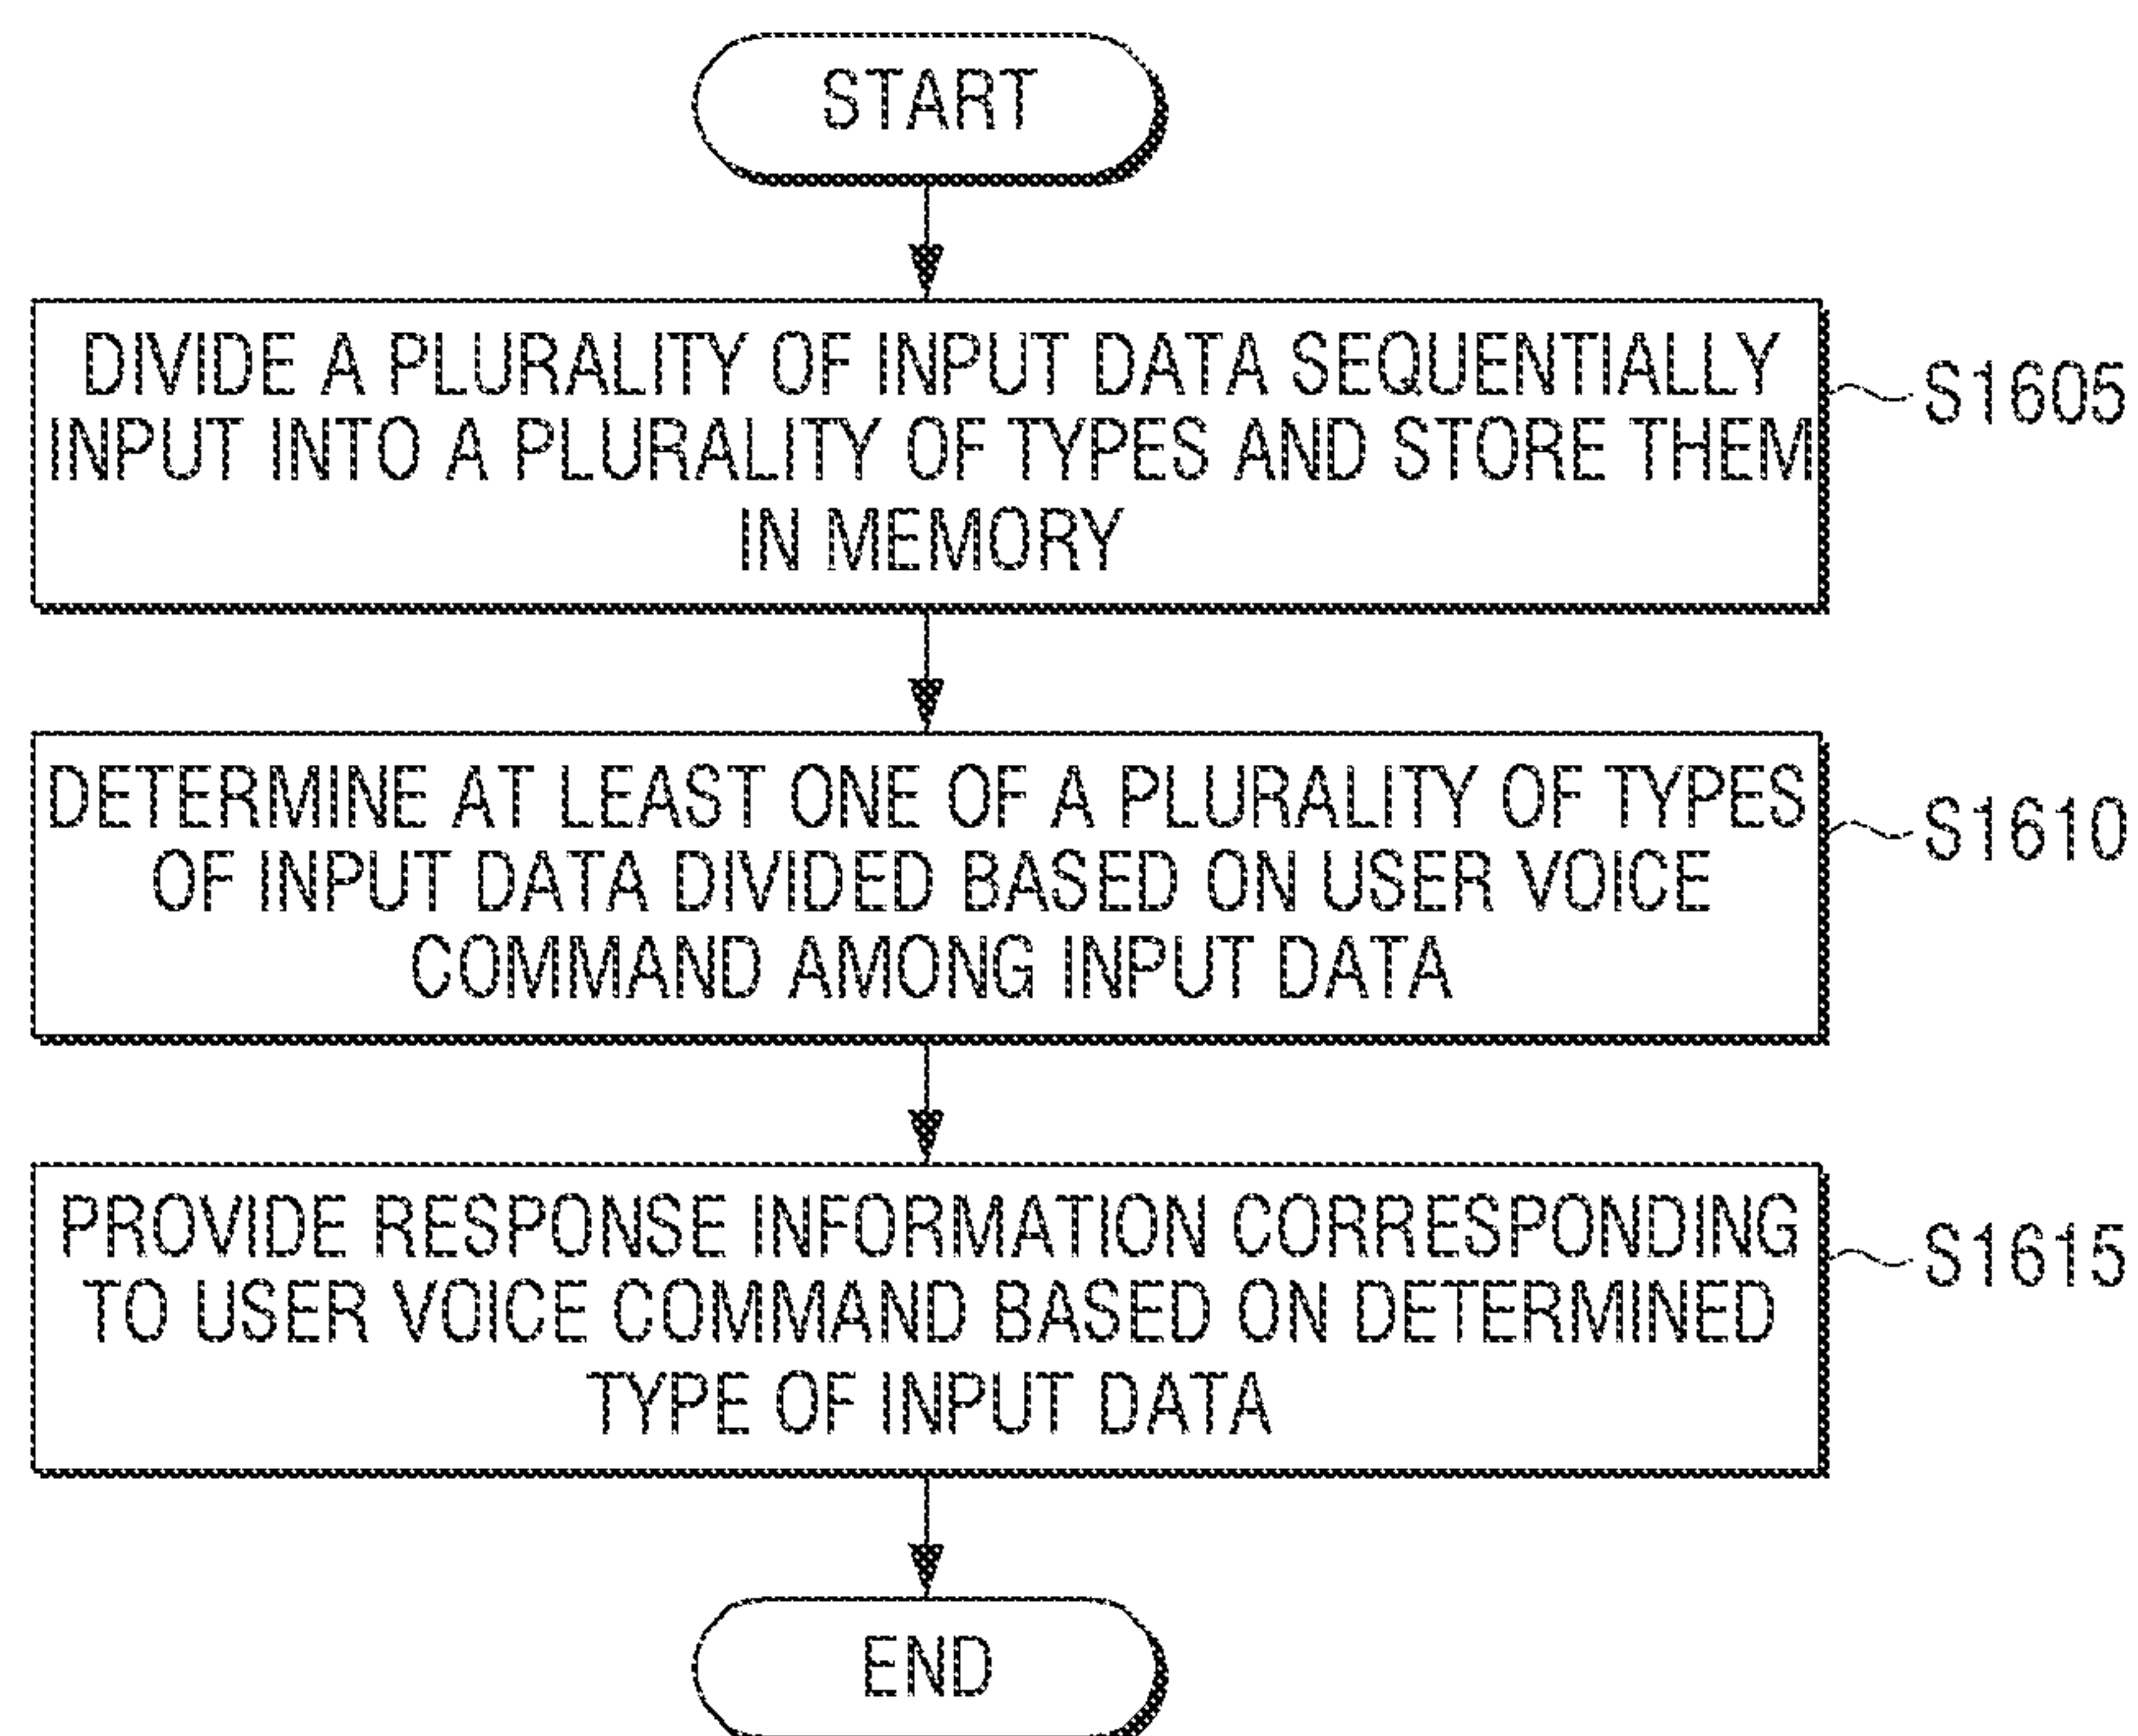 START
DIVIDE A PLURALITY OF INPUT DATA SEQUENTIALLY
INPUT INTO A PLURALITY OF TYPES AND STORE THEM
IN MEMORY
S1605
DETERMINE AT LEAST ONE OF A PLURALITY OF TYPES
OF INPUT DATA DIVIDED BASED ON USER VOICE
COMMAND AMONG INPUT DATA
S1610
PROVIDE RESPONSE INFORMATION CORRESPONDING
TO USER VOICE COMMAND BASED ON DETERMINED
TYPE OF INPUT DATA
S1615
END